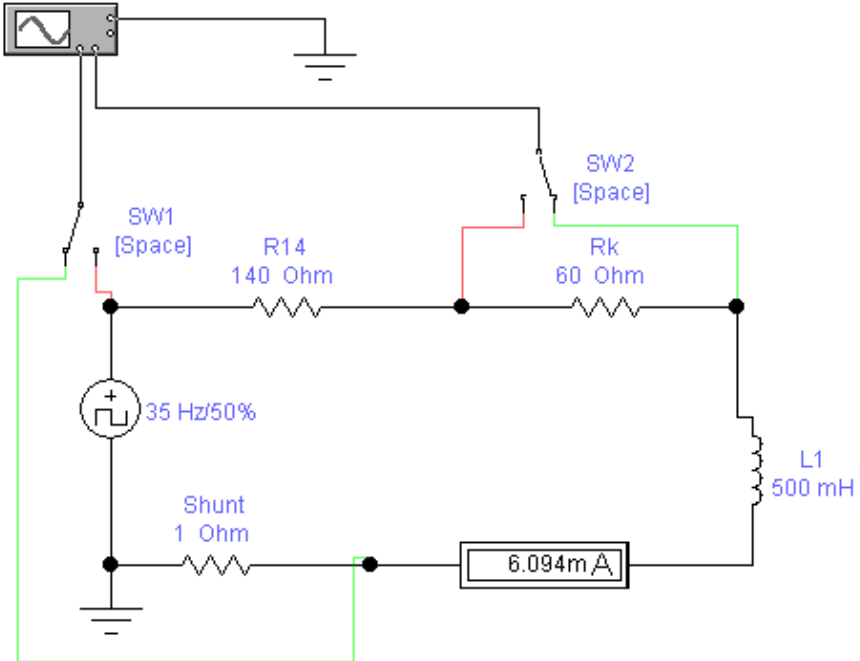 SW2
[Space]
SW1
[Space]
R14
140 Ohm
Rk
60 Ohm
35 Hz/50%
L1
500 mH
Shunt
1 Ohm
6.094m A